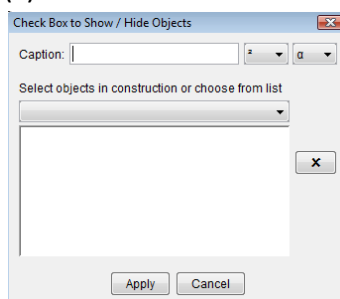 Check Box to Show / Hide Objects
Caption: ² α
Select objects in construction or choose from list
x
Apply Cancel